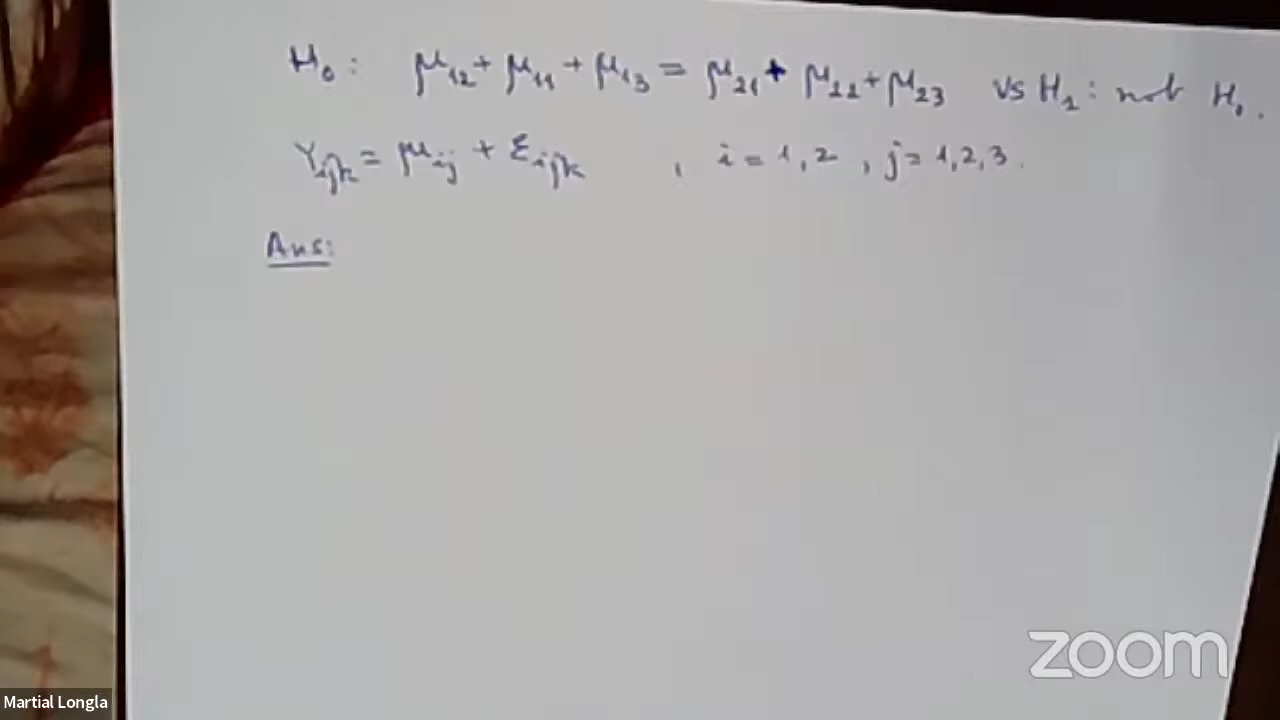 H₀: μ₁₂ + μ₁₁ + μ₁₃ = μ₂₁ + μ₂₂ + μ₂₃ vs H₁: not H₀.
Yᵢⱼₖ = μᵢⱼ + εᵢⱼₖ , i = 1, 2 , j = 1, 2, 3.
Ans:
zoom
Martial Longla